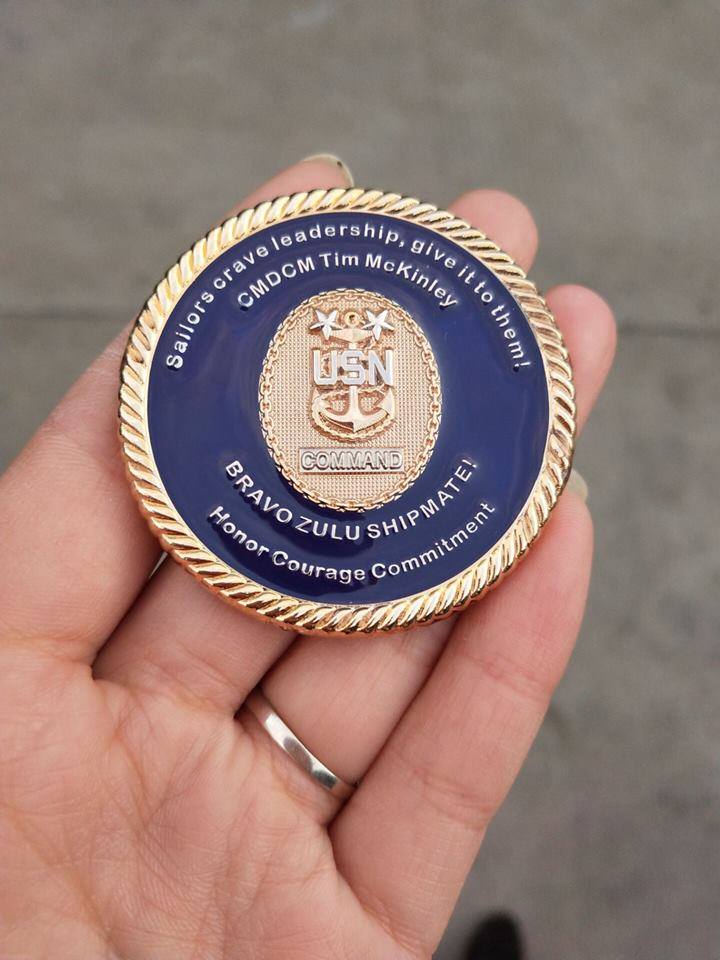 Sailors crave leadership, give it to them!
CMDCM Tim McKinley
USN
COMMAND
BRAVO ZULU SHIPMATE!
Honor Courage Commitment